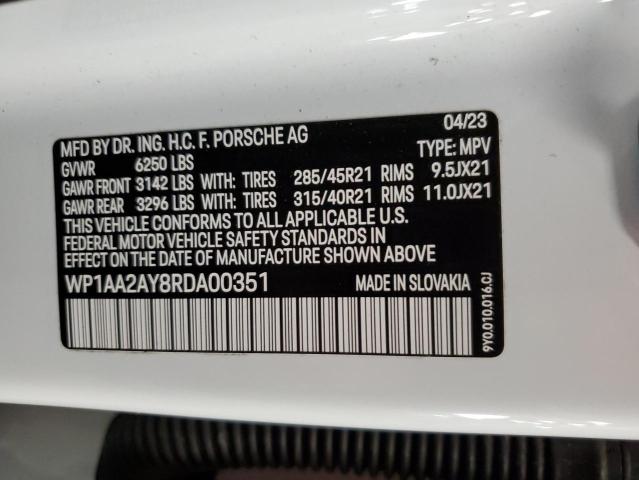 MFD BY DR. ING. H.C. F. PORSCHE AG 04/23
GVWR 6250 LBS TYPE: MPV
GAWR FRONT 3142 LBS WITH: TIRES 285/45R21 RIMS 9.5JX21
GAWR REAR 3296 LBS WITH: TIRES 315/40R21 RIMS 11.0JX21
THIS VEHICLE CONFORMS TO ALL APPLICABLE U.S.
FEDERAL MOTOR VEHICLE SAFETY STANDARDS IN
EFFECT ON THE DATE OF MANUFACTURE SHOWN ABOVE
WP1AA2AY8RDA00351 MADE IN SLOVAKIA
9Y0.010.016.CJ